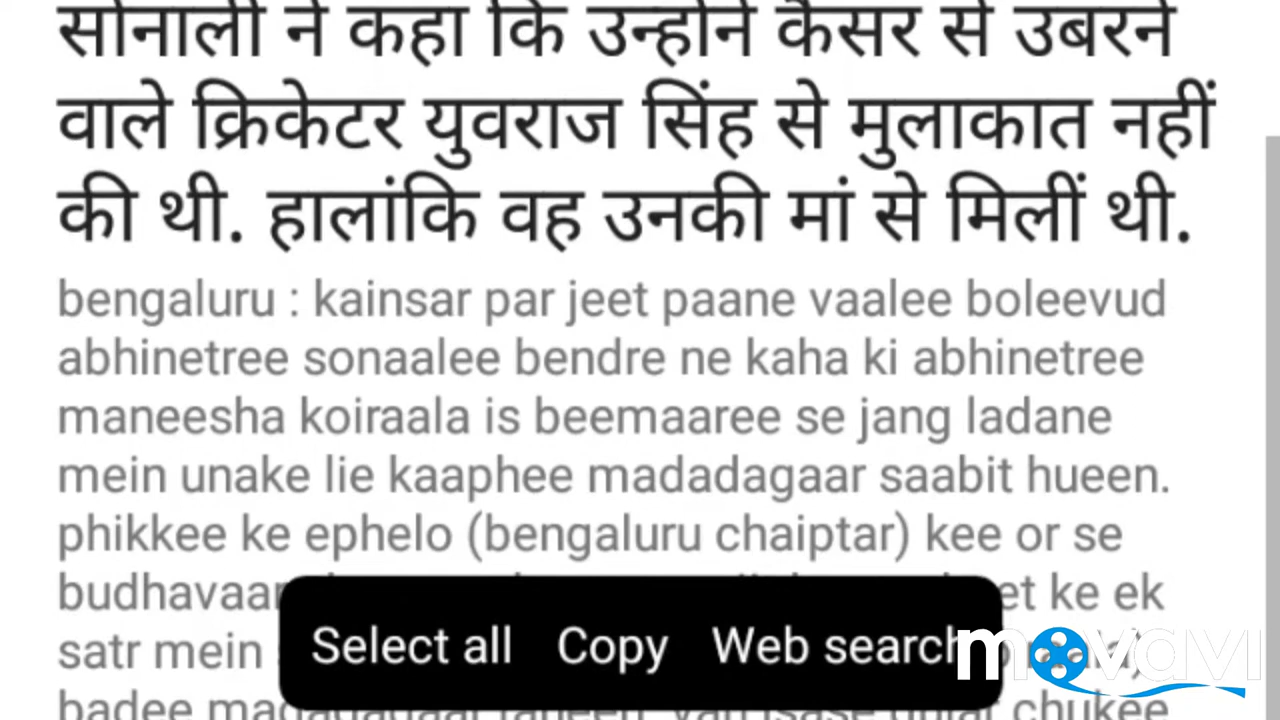 सोनाली ने कहा कि उन्होंने कैंसर से उबरने
वाले क्रिकेटर युवराज सिंह से मुलाकात नहीं
की थी. हालांकि वह उनकी मां से मिलीं थी.
bengaluru : kainsar par jeet paane vaalee boleevud
abhinetree sonaalee bendre ne kaha ki abhinetree
maneesha koiraala is beemaaree se jang ladane
mein unake lie kaaphee madadagaar saabit hueen.
phikkee ke ephelo (bengaluru chaiptar) kee or se
et ke ek
satr mein
Select all Copy Web search
movavi
badee chukee